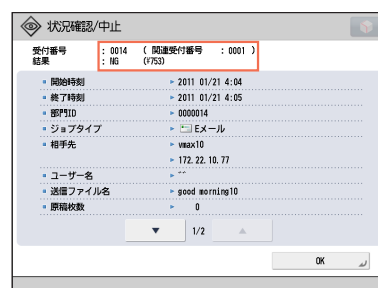 状況確認/中止
受付番号 : 0014 ( 関連受付番号 : 0001 )
結果 : NG (#753)
開始時刻 ► 2011 01/21 4:04
終了時刻 ► 2011 01/21 4:05
部門ID ► 0000014
ジョブタイプ ► Eメール
相手先 ► vmax10
► 172. 22. 10. 77
ユーザー名 ► ^^
送信ファイル名 ► good morning10
原稿枚数 ► 0
▼ 1/2 ▲
OK